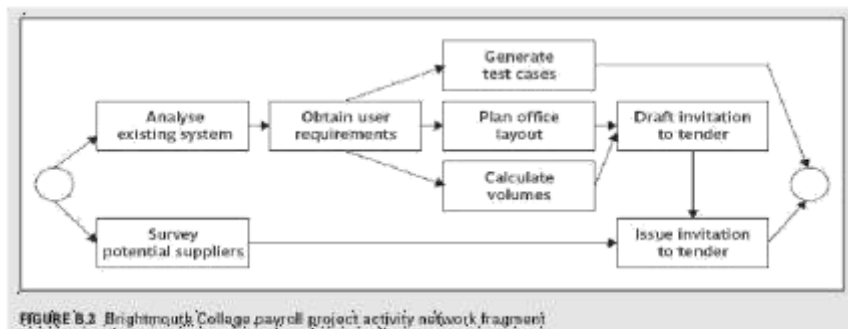 Generate
test cases
Analyse
existing system
Obtain user
requirements
Plan office
layout
Draft invitation
to tender
Calculate
volumes
Survey
potential suppliers
Issue invitation
to tender
FIGURE B.2 Brightmouth College payroll project activity network fragment